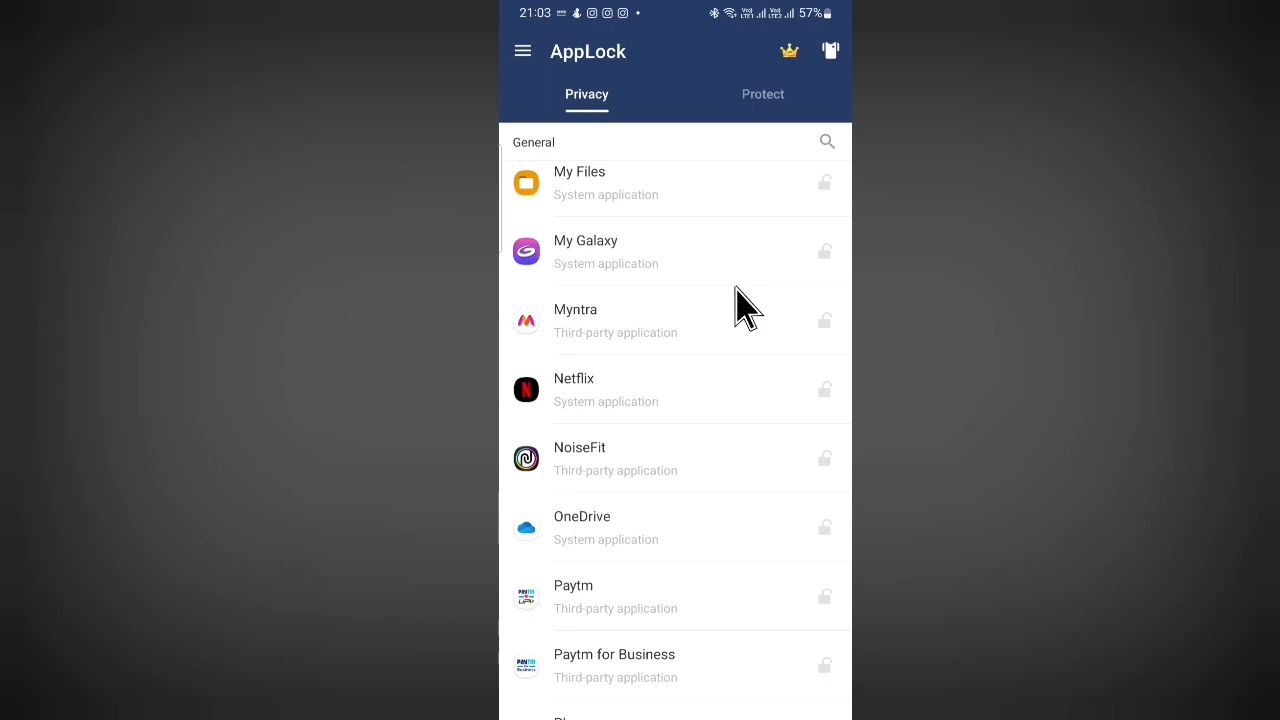 21:03
57%
AppLock
Privacy
Protect
General
My Files
System application
My Galaxy
System application
Myntra
Third-party application
Netflix
System application
NoiseFit
Third-party application
OneDrive
System application
Paytm
Third-party application
Paytm for Business
Third-party application